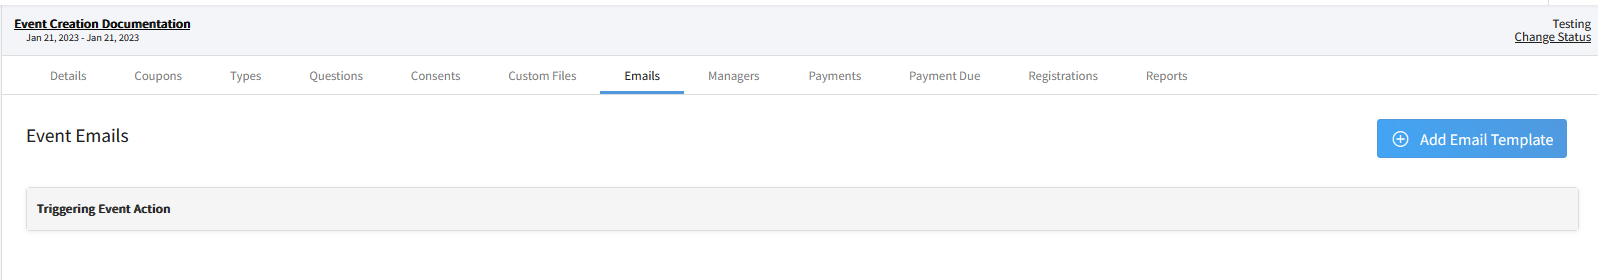 Event Creation Documentation
Jan 21, 2023 - Jan 21, 2023
Testing
Change Status
Details Coupons Types Questions Consents Custom Files Emails Managers Payments Payment Due Registrations Reports
Event Emails
Add Email Template
Triggering Event Action